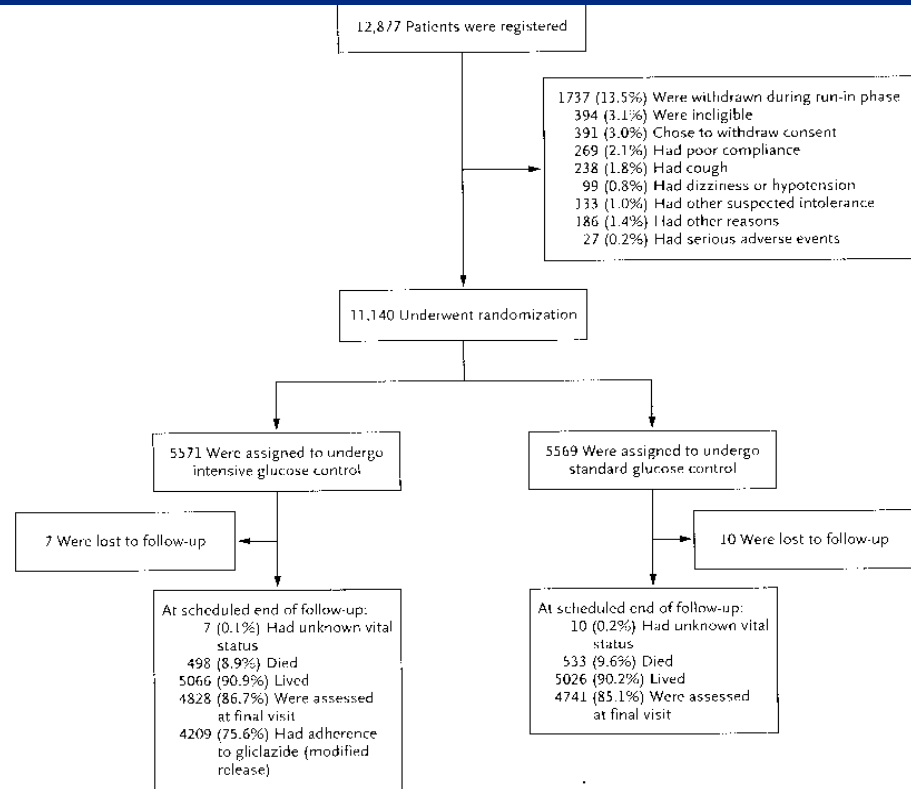 12,877 Patients were registered
1737 (13.5%) Were withdrawn during run-in phase
394 (3.1%) Were ineligible
391 (3.0%) Chose to withdraw consent
269 (2.1%) Had poor compliance
238 (1.8%) Had cough
99 (0.8%) Had dizziness or hypotension
133 (1.0%) Had other suspected intolerance
186 (1.4%) Had other reasons
27 (0.2%) Had serious adverse events
11,140 Underwent randomization
5571 Were assigned to undergo
intensive glucose control
5569 Were assigned to undergo
standard glucose control
7 Were lost to follow-up
10 Were lost to follow-up
At scheduled end of follow-up:
7 (0.1%) Had unknown vital
status
498 (8.9%) Died
5066 (90.9%) Lived
4828 (86.7%) Were assessed
at final visit
4209 (75.6%) Had adherence
to gliclazide (modified
release)
At scheduled end of follow-up:
10 (0.2%) Had unknown vital
status
533 (9.6%) Died
5026 (90.2%) Lived
4741 (85.1%) Were assessed
at final visit